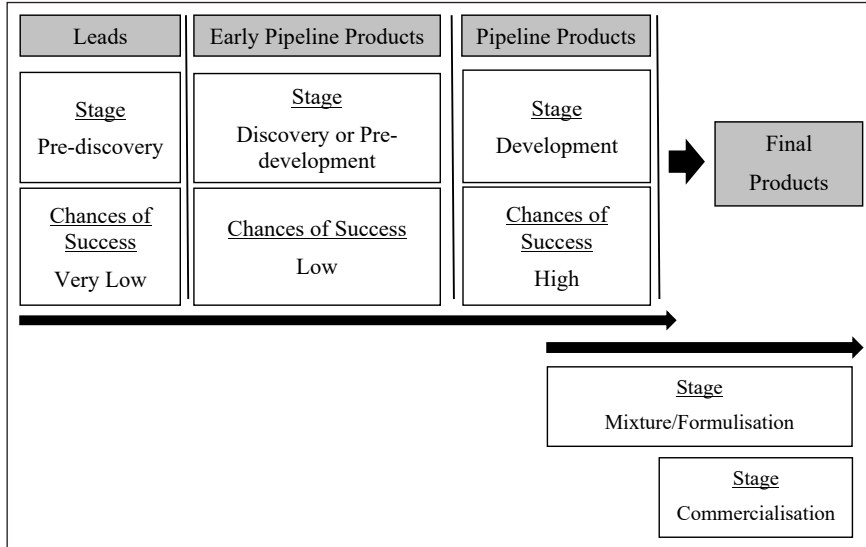 Leads
Early Pipeline Products
Pipeline Products
Stage
Pre-discovery
Stage
Discovery or Pre-
development
Stage
Development
Final
Products
Chances of
Success
Very Low
Chances of Success
Low
Chances of
Success
High
Stage
Mixture/Formulisation
Stage
Commercialisation